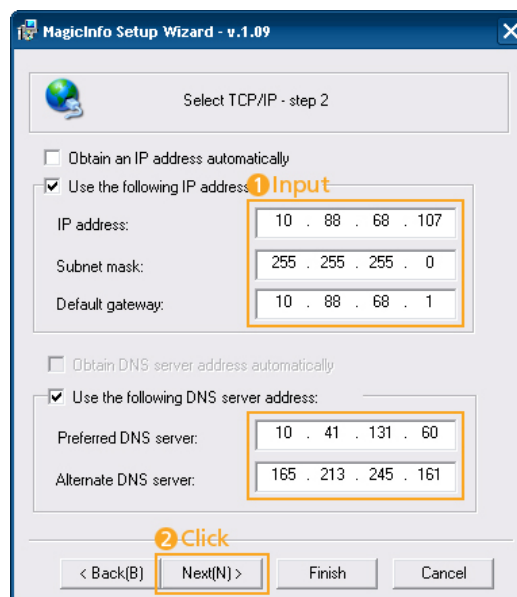 MagicInfo Setup Wizard - v.1.09
Select TCP/IP - step 2
Obtain an IP address automatically
Use the following IP address
1 Input
IP address: 10 . 88 . 68 . 107
Subnet mask: 255 . 255 . 255 . 0
Default gateway: 10 . 88 . 68 . 1
Obtain DNS server address automatically
Use the following DNS server address:
Preferred DNS server: 10 . 41 . 131 . 60
Alternate DNS server: 165 . 213 . 245 . 161
2 Click
< Back(B) Next(N) > Finish Cancel